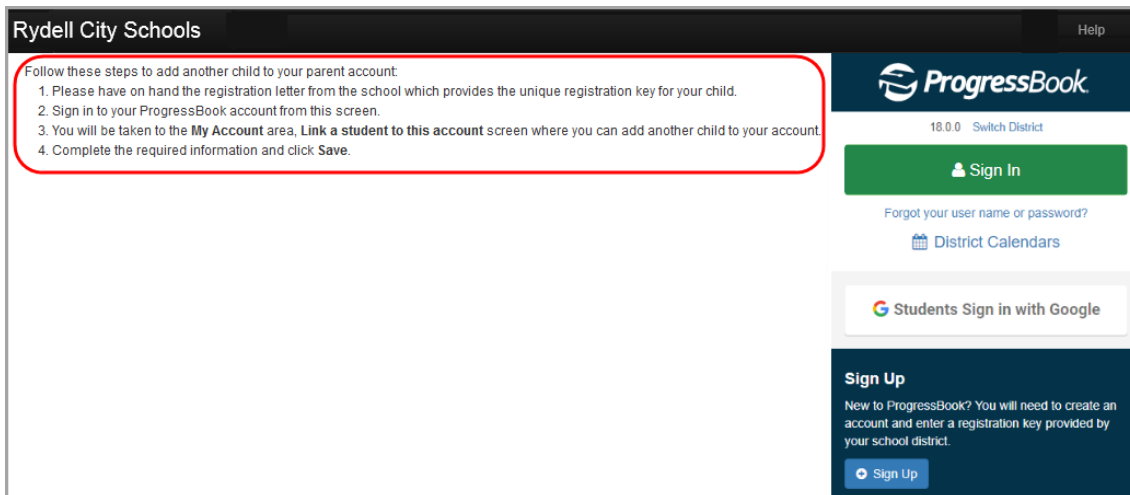 Rydell City Schools
Help
Follow these steps to add another child to your parent account:
1. Please have on hand the registration letter from the school which provides the unique registration key for your child.
2. Sign in to your ProgressBook account from this screen.
3. You will be taken to the My Account area, Link a student to this account screen where you can add another child to your account.
4. Complete the required information and click Save.
ProgressBook
18.0.0 Switch District
Sign In
Forgot your user name or password?
District Calendars
Students Sign in with Google
Sign Up
New to ProgressBook? You will need to create an
account and enter a registration key provided by
your school district.
Sign Up